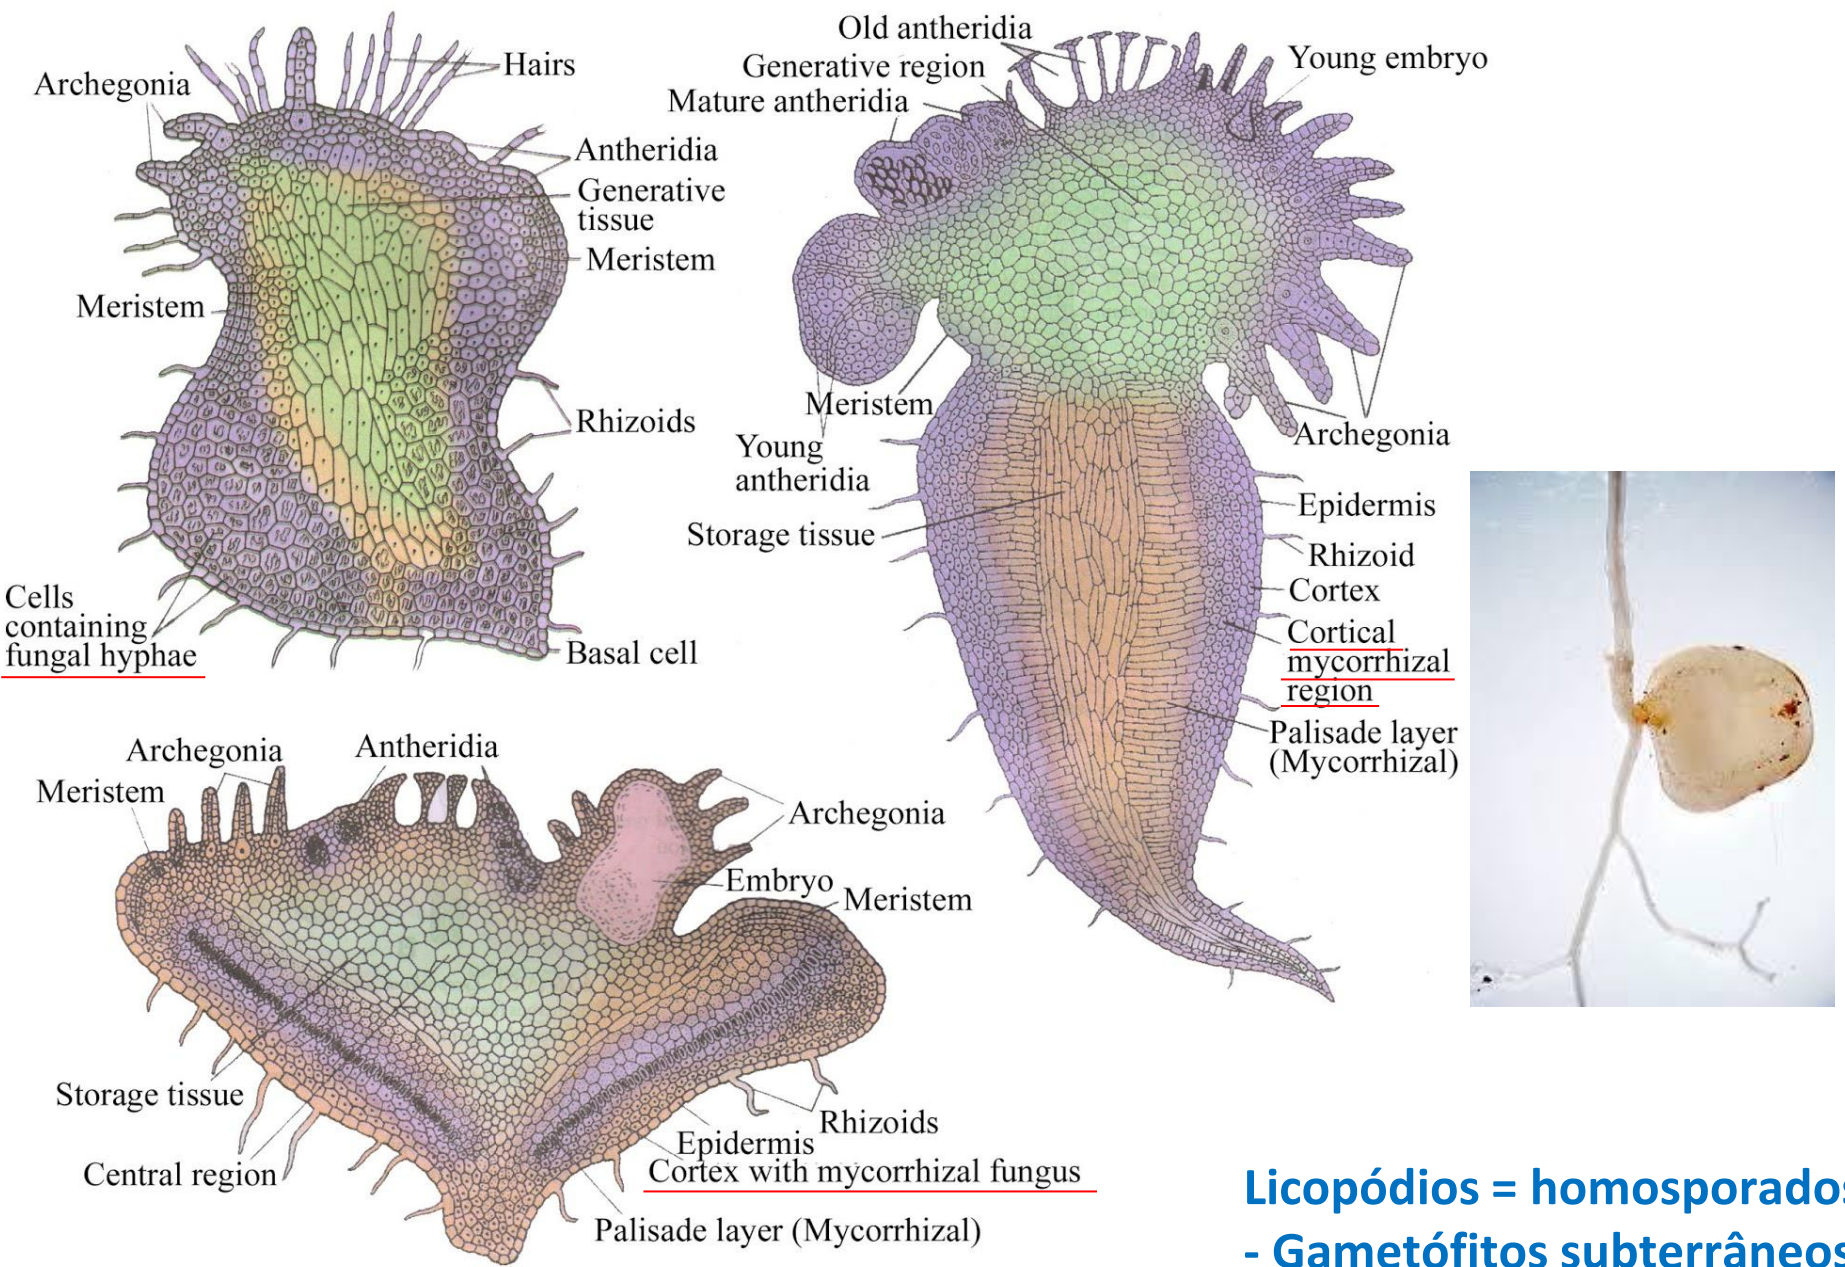 Archegonia
Hairs
Antheridia
Generative
tissue
Meristem
Meristem
Rhizoids
Cells
containing
fungal hyphae
Basal cell
Old antheridia
Generative region
Mature antheridia
Young embryo
Meristem
Young
antheridia
Storage tissue
Archegonia
Epidermis
Rhizoid
Cortex
Cortical
mycorrhizal
region
Palisade layer
(Mycorrhizal)
Archegonia
Antheridia
Meristem
Archegonia
Embryo
Meristem
Storage tissue
Rhizoids
Epidermis
Central region
Cortex with mycorrhizal fungus
Palisade layer (Mycorrhizal)
Licopódios = homosporados
- Gametófitos subterrâneos